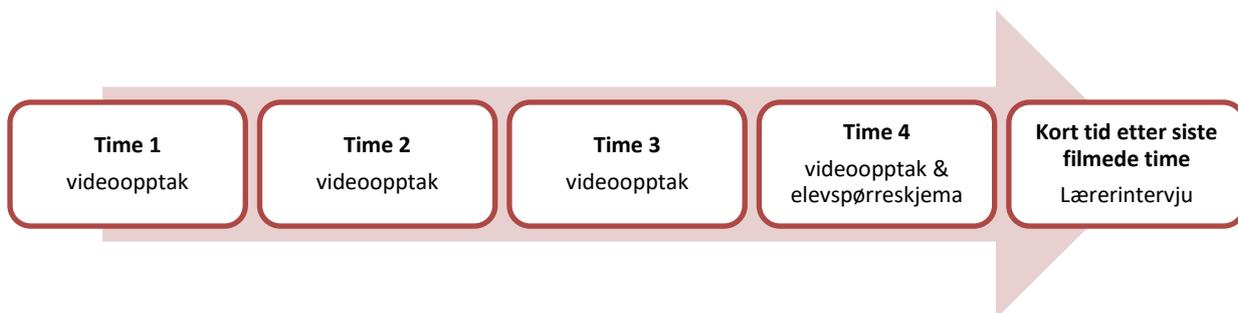 Time 1
videoopptak
Time 2
videoopptak
Time 3
videoopptak
Time 4
videoopptak &
elevspørreskjema
Kort tid etter siste
filmede time
Lærerintervju